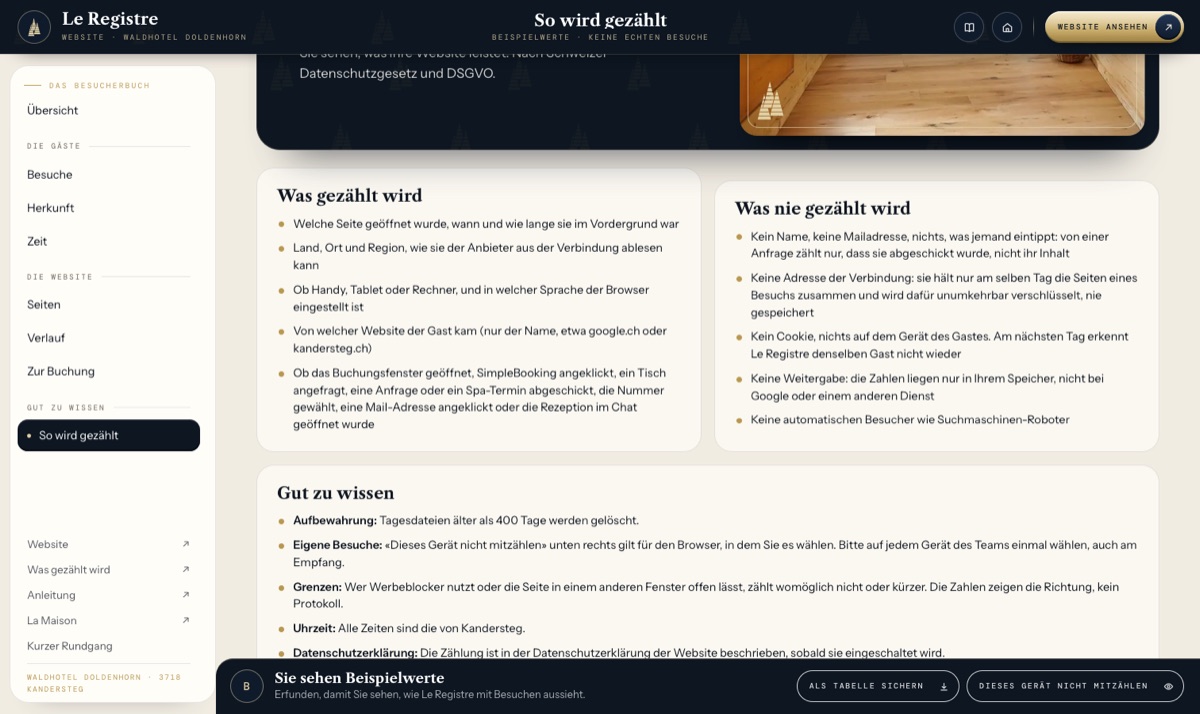 Le Registre
WEBSITE · WALDHOTEL DOLDENHORN
So wird gezählt
BEISPIELWERTE · KEINE ECHTEN BESUCHE
WEBSITE ANSEHEN
DAS BESUCHERBUCH
Übersicht
DIE GÄSTE
Besuche
Herkunft
Zeit
DIE WEBSITE
Seiten
Verlauf
Zur Buchung
GUT ZU WISSEN
So wird gezählt
Website
Was gezählt wird
Anleitung
La Maison
Kurzer Rundgang
WALDHOTEL DOLDENHORN · 3718
KANDERSTEG
Sie sehen, was Ihre Website leistet. Nach Schweizer
Datenschutzgesetz und DSGVO.
Was gezählt wird
Welche Seite geöffnet wurde, wann und wie lange sie im Vordergrund war
Land, Ort und Region, wie sie der Anbieter aus der Verbindung ablesen
kann
Ob Handy, Tablet oder Rechner, und in welcher Sprache der Browser
eingestellt ist
Von welcher Website der Gast kam (nur der Name, etwa google.ch oder
kandersteg.ch)
Ob das Buchungsfenster geöffnet, SimpleBooking angeklickt, ein Tisch
angefragt, eine Anfrage oder ein Spa-Termin abgeschickt, die Nummer
gewählt, eine Mail-Adresse angeklickt oder die Rezeption im Chat
geöffnet wurde
Was nie gezählt wird
Kein Name, keine Mailadresse, nichts, was jemand eintippt: von einer
Anfrage zählt nur, dass sie abgeschickt wurde, nicht ihr Inhalt
Keine Adresse der Verbindung: sie hält nur am selben Tag die Seiten eines
Besuchs zusammen und wird dafür unumkehrbar verschlüsselt, nie
gespeichert
Kein Cookie, nichts auf dem Gerät des Gastes. Am nächsten Tag erkennt
Le Registre denselben Gast nicht wieder
Keine Weitergabe: die Zahlen liegen nur in Ihrem Speicher, nicht bei
Google oder einem anderen Dienst
Keine automatischen Besucher wie Suchmaschinen-Roboter
Gut zu wissen
Aufbewahrung: Tagesdateien älter als 400 Tage werden gelöscht.
Eigene Besuche: «Dieses Gerät nicht mitzählen» unten rechts gilt für den Browser, in dem Sie es wählen. Bitte auf jedem Gerät des Teams einmal wählen, auch am
Empfang.
Grenzen: Wer Werbeblocker nutzt oder die Seite in einem anderen Fenster offen lässt, zählt womöglich nicht oder kürzer. Die Zahlen zeigen die Richtung, kein
Protokoll.
Uhrzeit: Alle Zeiten sind die von Kandersteg.
Datenschutzerklärung: Die Zählung ist in der Datenschutzerklärung der Website beschrieben, sobald sie eingeschaltet wird.
B
Sie sehen Beispielwerte
Erfunden, damit Sie sehen, wie Le Registre mit Besuchen aussieht.
ALS TABELLE SICHERN
DIESES GERÄT NICHT MITZÄHLEN